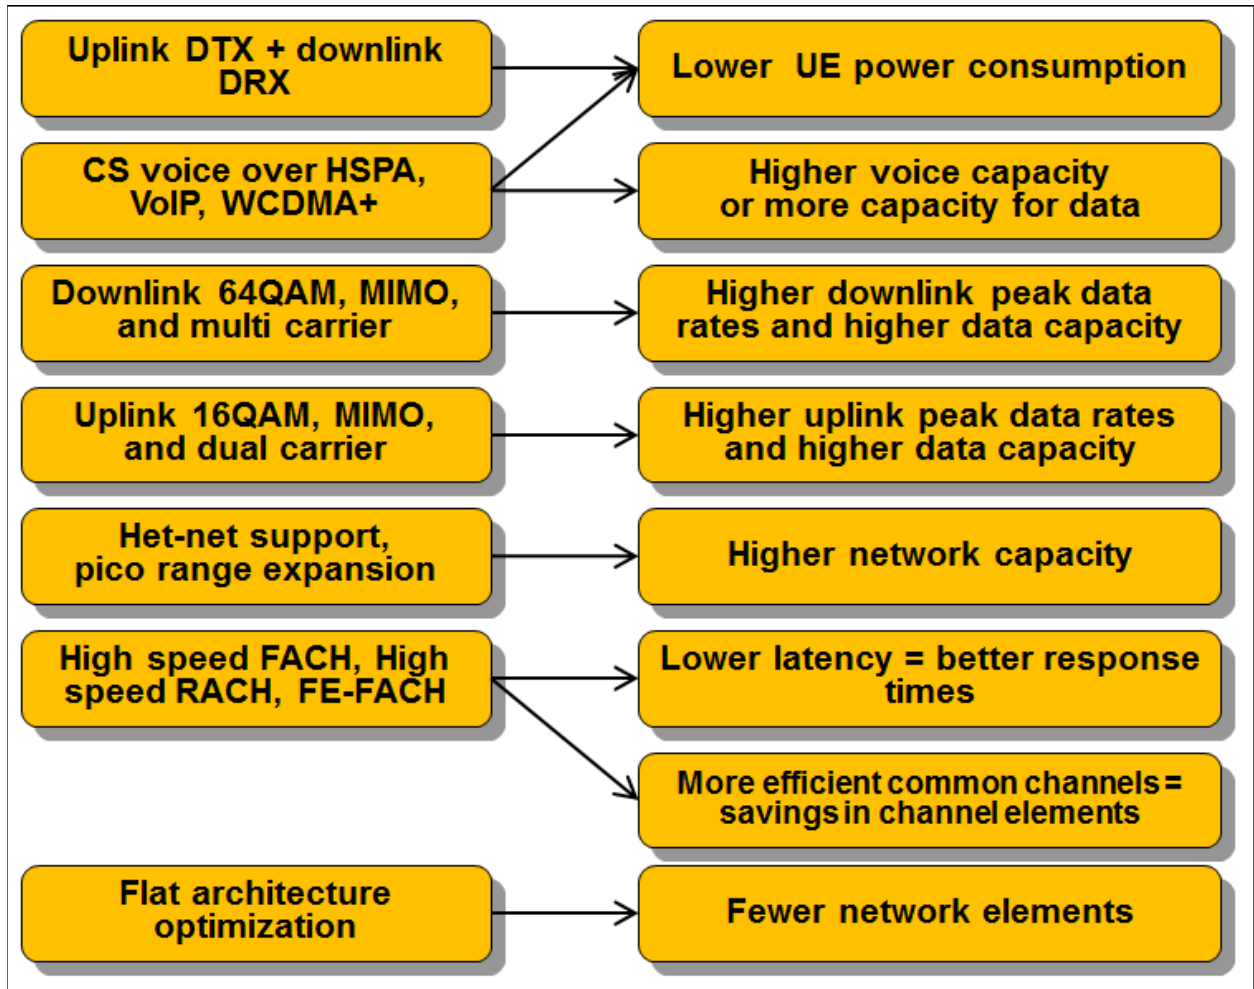 Uplink DTX + downlink
DRX
Lower UE power consumption
CS voice over HSPA,
VoIP, WCDMA+
Higher voice capacity
or more capacity for data
Downlink 64QAM, MIMO,
and multi carrier
Higher downlink peak data
rates and higher data capacity
Uplink 16QAM, MIMO,
and dual carrier
Higher uplink peak data rates
and higher data capacity
Het-net support,
pico range expansion
Higher network capacity
High speed FACH, High
speed RACH, FE-FACH
Lower latency = better response
times
More efficient common channels =
savings in channel elements
Flat architecture
optimization
Fewer network elements